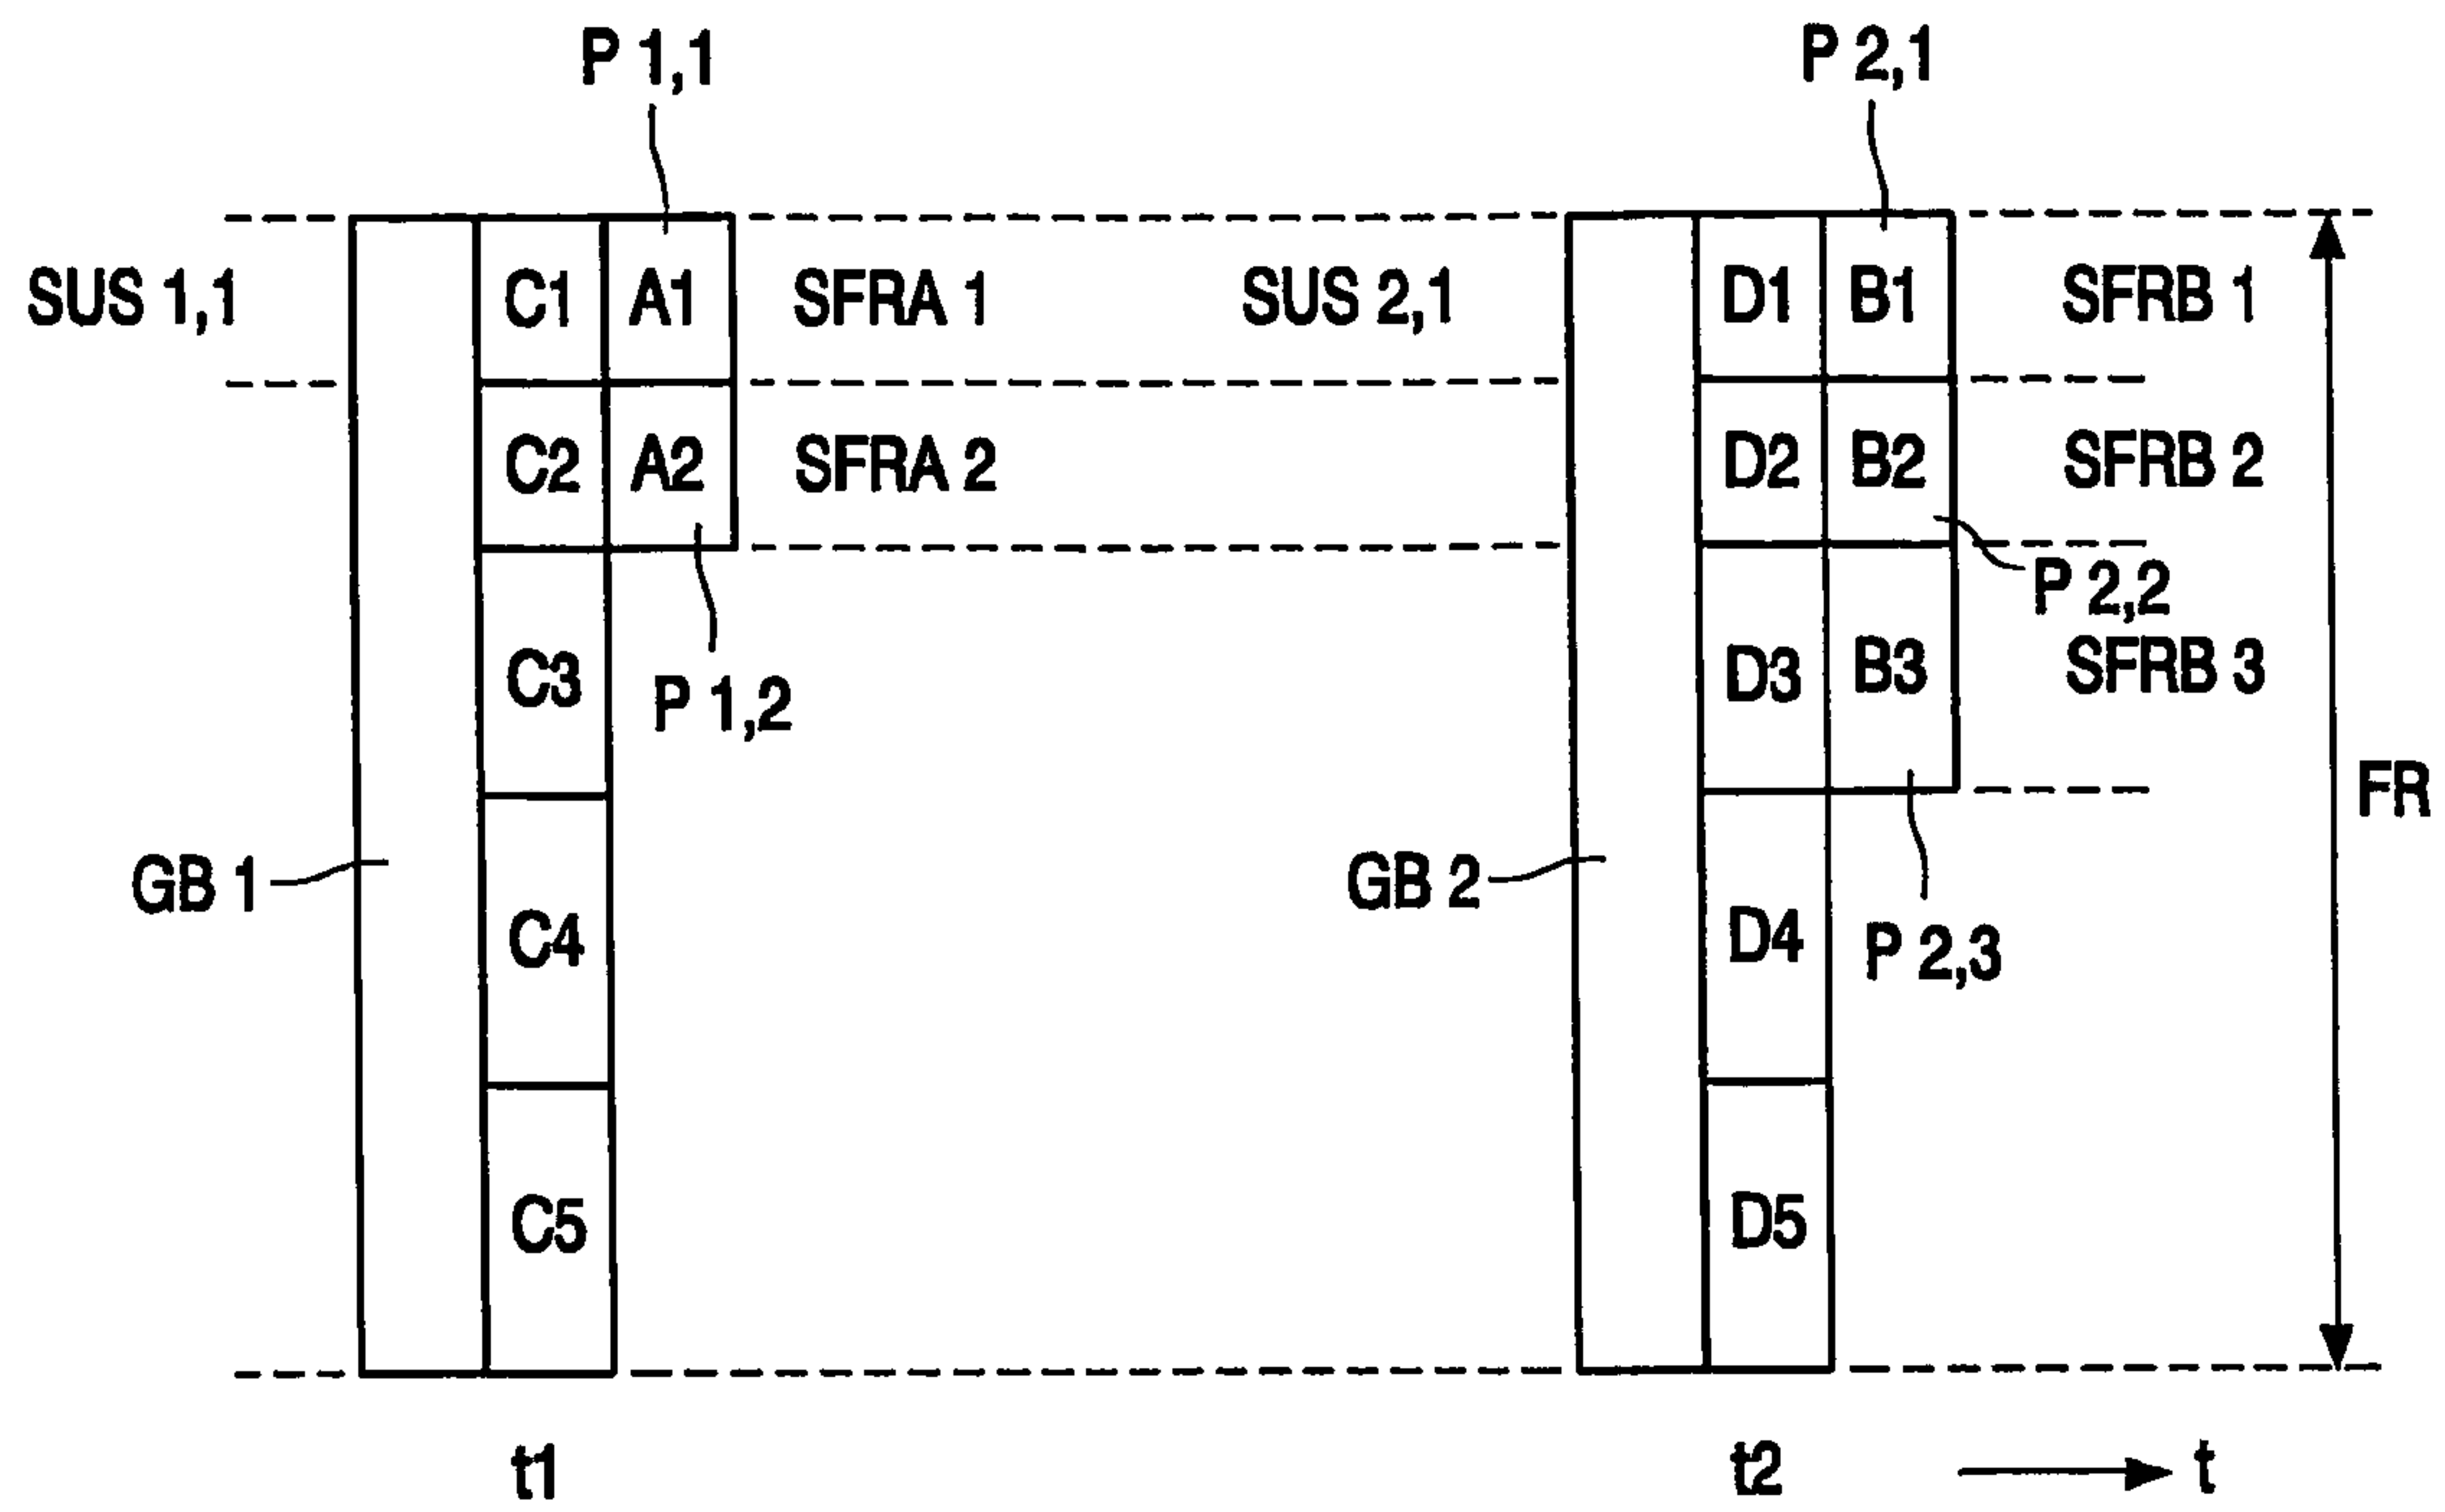 P 1,1
P 2,1
SUS 1,1
C1
A1
SFRA 1
SUS 2,1
D1
B1
SFRB 1
C2
A2
SFRA 2
D2
B2
SFRB 2
P 2,2
C3
P 1,2
D3
B3
SFRB 3
FR
GB 1
GB 2
C4
D4
P 2,3
C5
D5
t1
t2
t